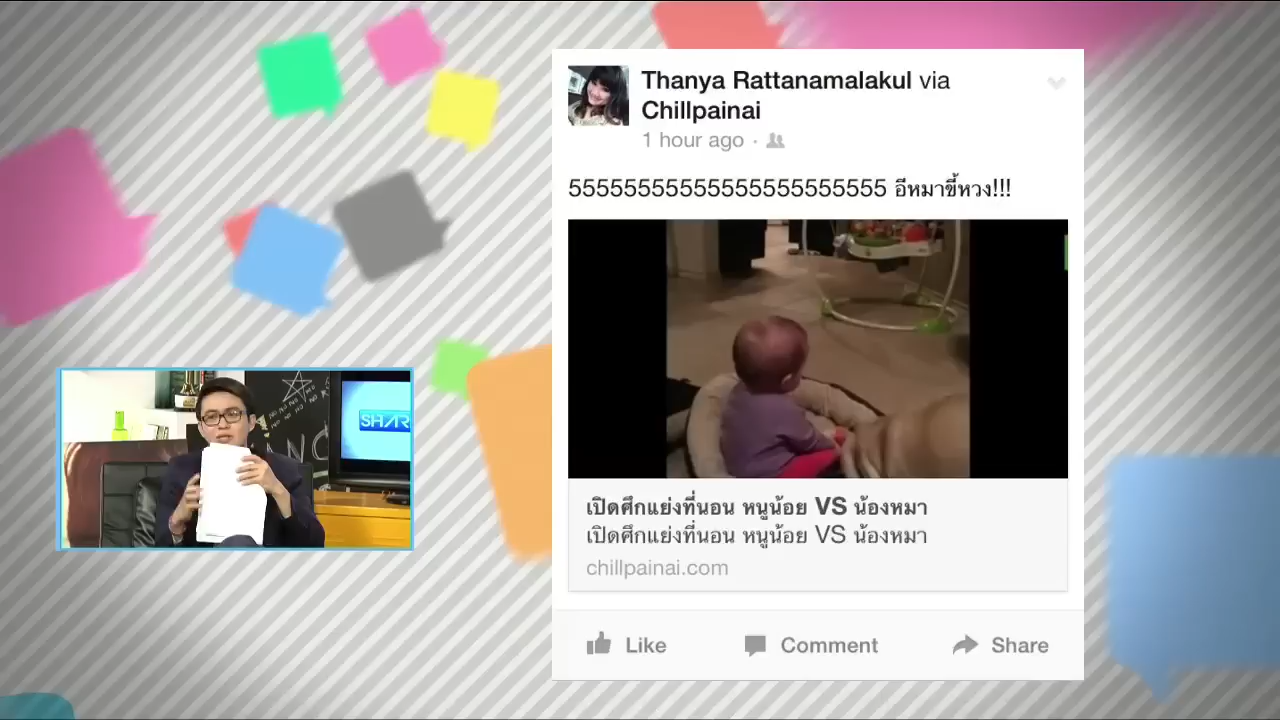 Thanya Rattanamalakul via
Chillpainai
1 hour ago ·
55555555555555555555555 อีหมาขี้หวง!!!
เปิดศึกแย่งที่นอน หนูน้อย VS น้องหมา
เปิดศึกแย่งที่นอน หนูน้อย VS น้องหมา
chillpainai.com
Like
Comment
Share
SHAR